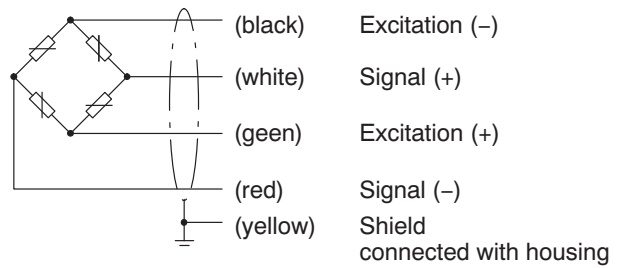 (black) Excitation (−)
(white) Signal (+)
(geen) Excitation (+)
(red) Signal (−)
(yellow) Shield
connected with housing